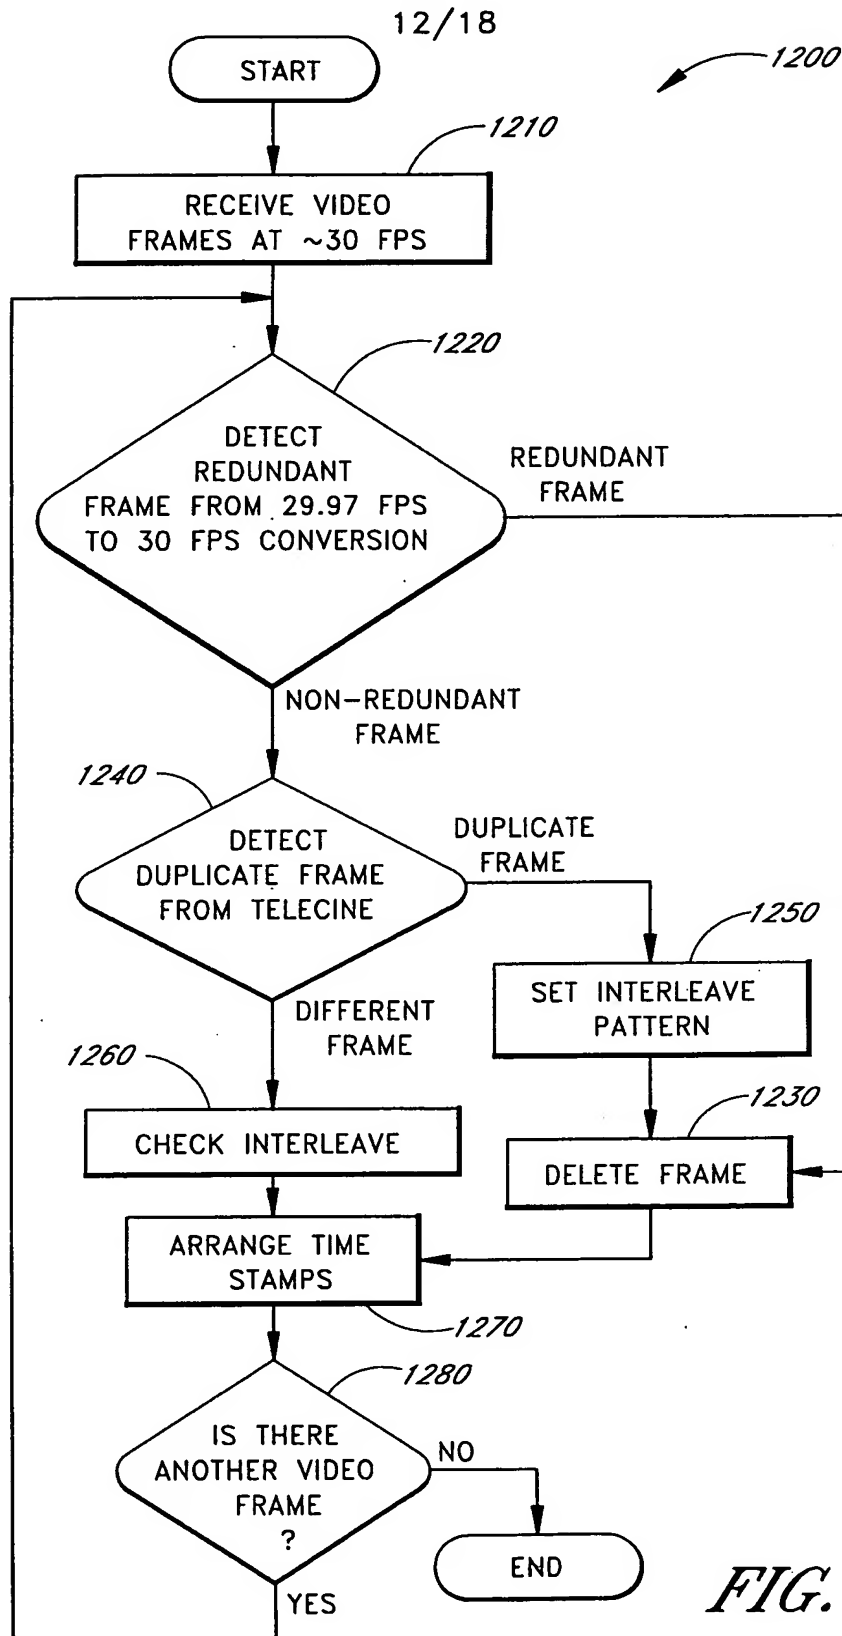 12/18
START
1200
1210
RECEIVE VIDEO
FRAMES AT ~30 FPS
1220
DETECT
REDUNDANT
FRAME FROM 29.97 FPS
TO 30 FPS CONVERSION
REDUNDANT
FRAME
NON-REDUNDANT
FRAME
1240
DETECT
DUPLICATE FRAME
FROM TELECINE
DUPLICATE
FRAME
1250
SET INTERLEAVE
PATTERN
DIFFERENT
FRAME
1260
CHECK INTERLEAVE
1230
DELETE FRAME
ARRANGE TIME
STAMPS
1270
1280
IS THERE
ANOTHER VIDEO
FRAME
?
NO
END
YES
FIG.